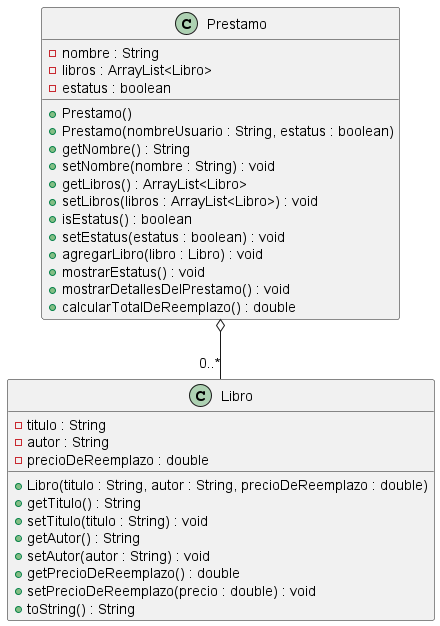 C Prestamo
nombre : String
libros : ArrayList<Libro>
estatus : boolean
Prestamo()
Prestamo(nombreUsuario : String, estatus : boolean)
getNombre() : String
setNombre(nombre : String) : void
getLibros() : ArrayList<Libro>
setLibros(libros : ArrayList<Libro>) : void
isEstatus() : boolean
setEstatus(estatus : boolean) : void
agregarLibro(libro : Libro) : void
mostrarEstatus() : void
mostrarDetallesDelPrestamo() : void
calcularTotalDeReemplazo() : double
0..*
C Libro
titulo : String
autor : String
precioDeReemplazo : double
Libro(titulo : String, autor : String, precioDeReemplazo : double)
getTitulo() : String
setTitulo(titulo : String) : void
getAutor() : String
setAutor(autor : String) : void
getPrecioDeReemplazo() : double
setPrecioDeReemplazo(precio : double) : void
toString() : String